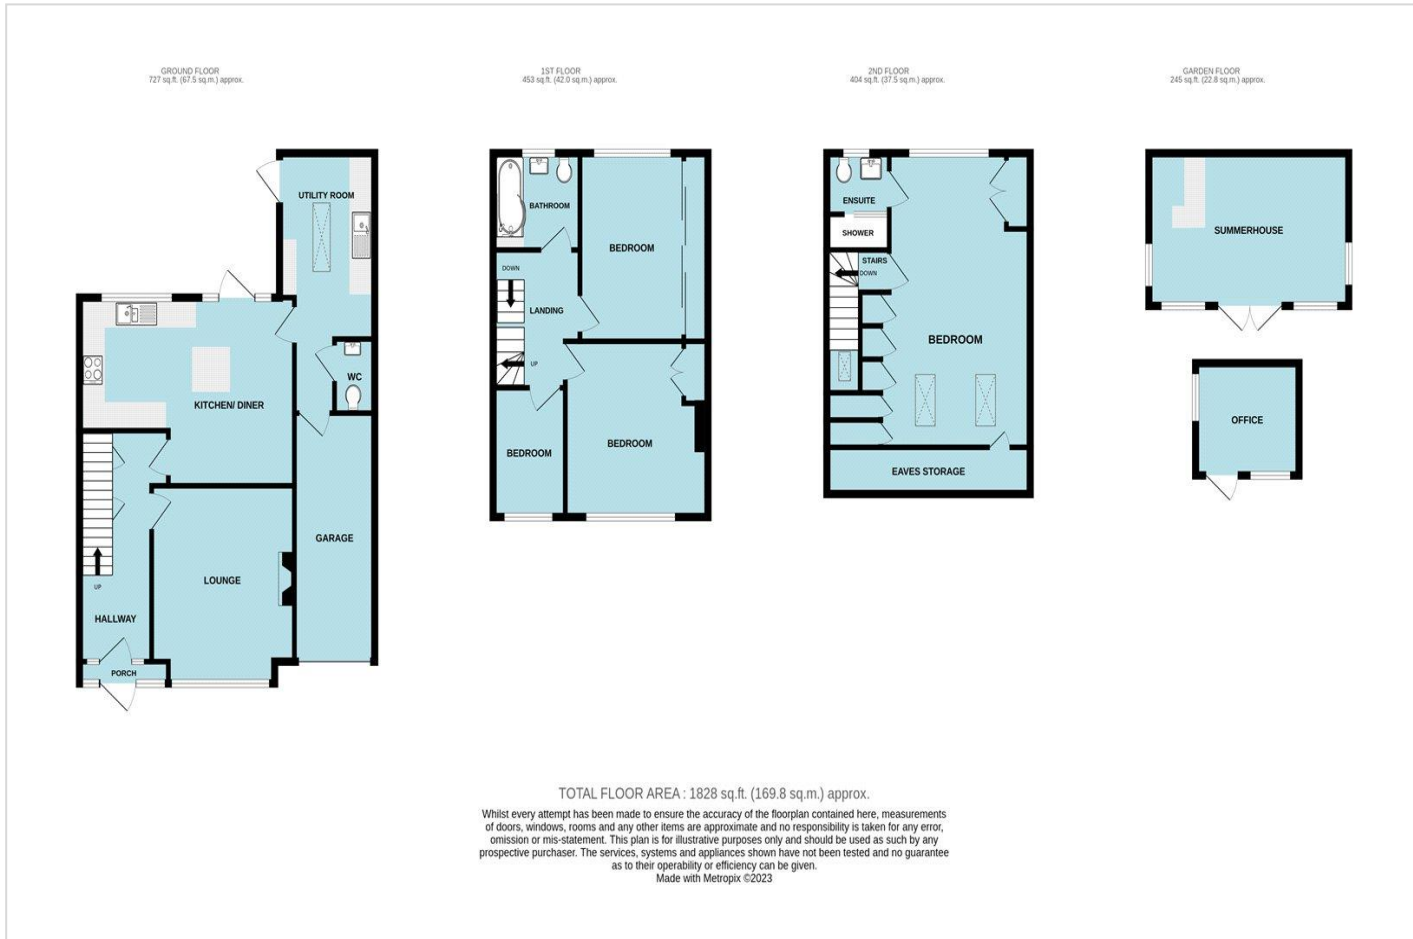 GROUND FLOOR
727 sq.ft. (67.5 sq.m.) approx.
1ST FLOOR
453 sq.ft. (42.0 sq.m.) approx.
2ND FLOOR
404 sq.ft. (37.5 sq.m.) approx.
GARDEN FLOOR
245 sq.ft. (22.8 sq.m.) approx.
UTILITY ROOM
WC
KITCHEN/ DINER
GARAGE
LOUNGE
UP
HALLWAY
PORCH
BATHROOM
BEDROOM
DOWN
LANDING
UP
BEDROOM
BEDROOM
ENSUITE
SHOWER
STAIRS
DOWN
BEDROOM
EAVES STORAGE
SUMMERHOUSE
OFFICE
TOTAL FLOOR AREA : 1828 sq.ft. (169.8 sq.m.) approx.
Whilst every attempt has been made to ensure the accuracy of the floorplan contained here, measurements
of doors, windows, rooms and any other items are approximate and no responsibility is taken for any error,
omission or mis-statement. This plan is for illustrative purposes only and should be used as such by any
prospective purchaser. The services, systems and appliances shown have not been tested and no guarantee
as to their operability or efficiency can be given.
Made with Metropix ©2023